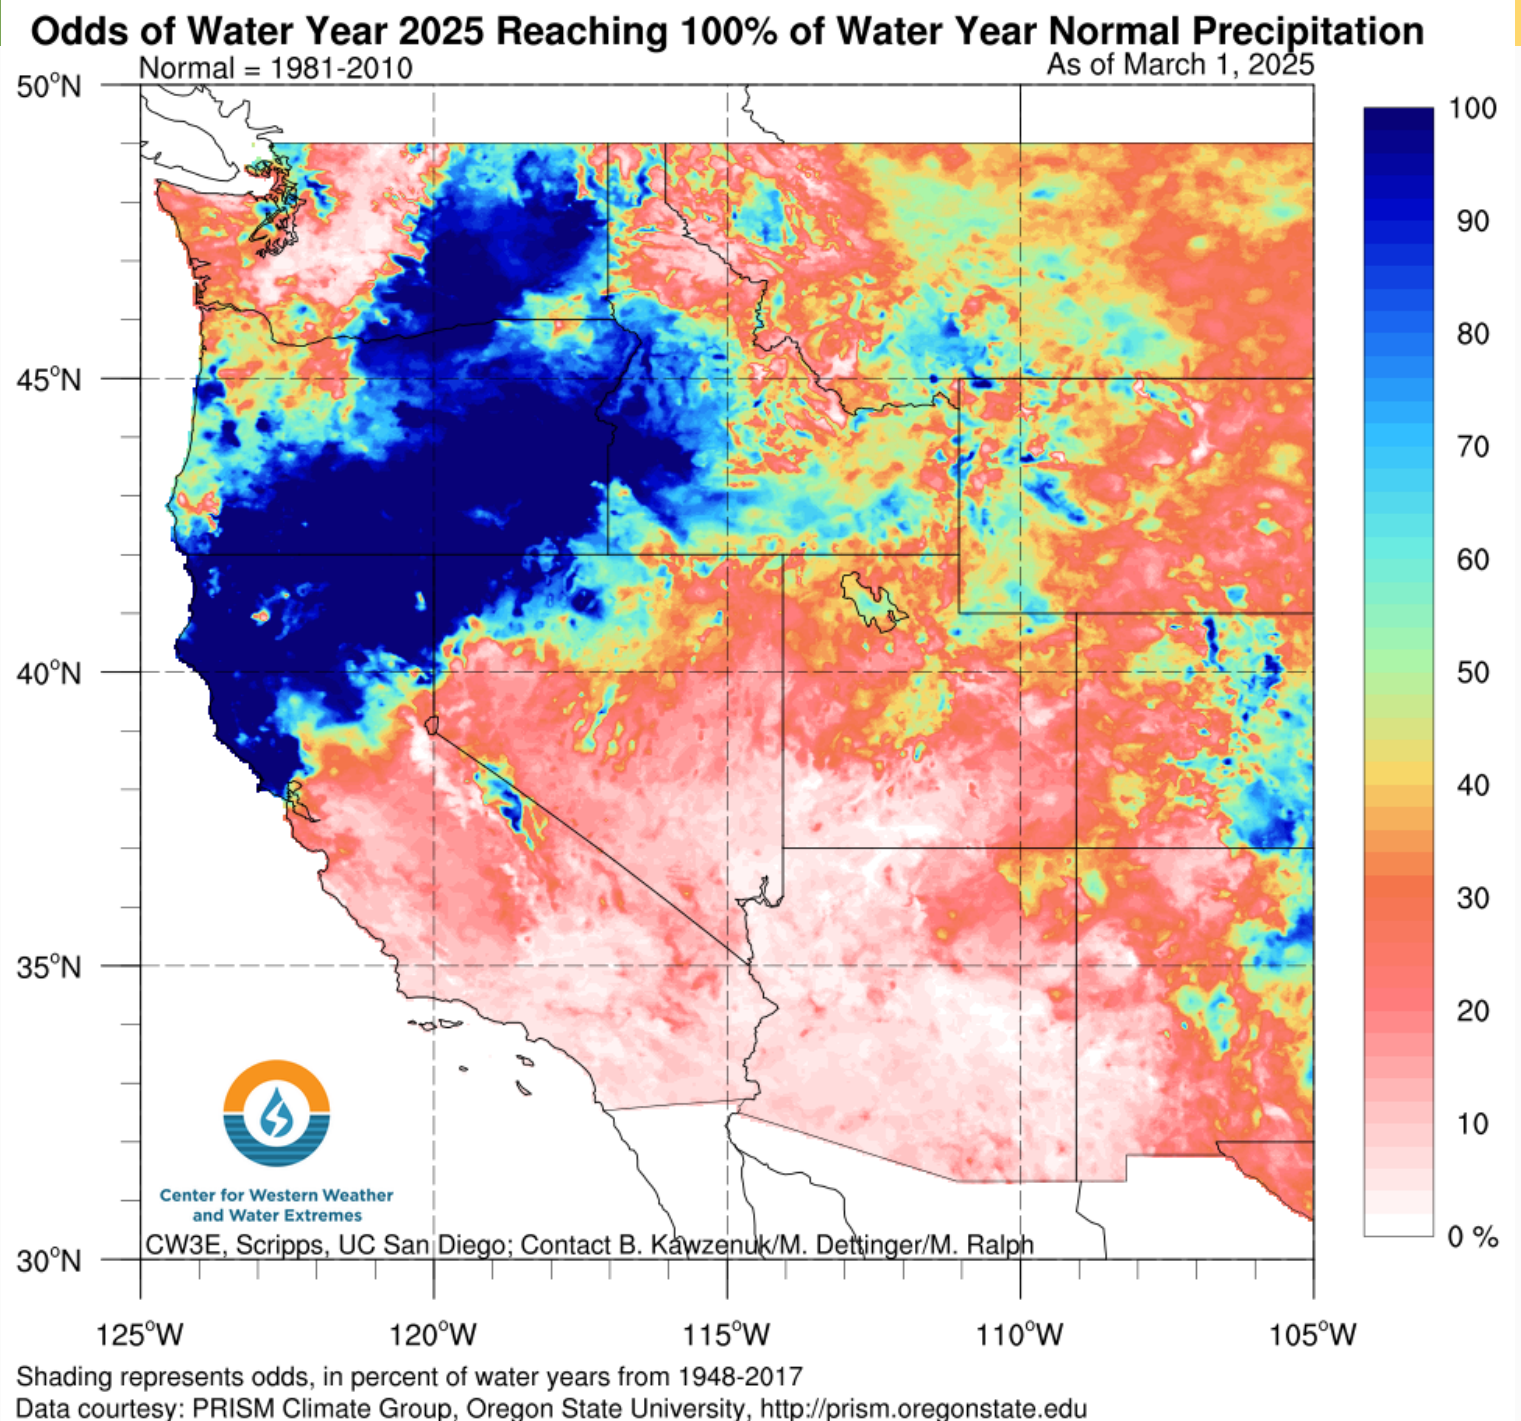 Odds of Water Year 2025 Reaching 100% of Water Year Normal Precipitation
Normal = 1981-2010
As of March 1, 2025
50°N
45°N
40°N
35°N
30°N
125°W
120°W
115°W
110°W
105°W
100
90
80
70
60
50
40
30
20
10
0 %
Center for Western Weather
and Water Extremes
CW3E, Scripps, UC San Diego; Contact B. Kawzenuk/M. Dettinger/M. Ralph
Shading represents odds, in percent of water years from 1948-2017
Data courtesy: PRISM Climate Group, Oregon State University, http://prism.oregonstate.edu